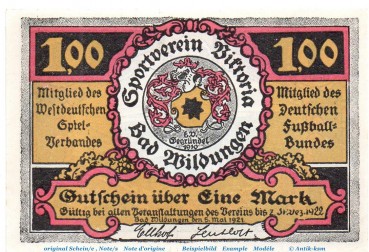 1.00
1.00
Sportverein Viktoria
Bad Wildungen
e.V.
Gegründet
Mitglied des
Westdeutschen
Spiel-
Verbandes
Mitglied des
Deutschen
Fußball-
Bundes
Gutschein über Eine Mark
Gültig bei allen Veranstaltungen des Vereins bis z.
Bad Wildungen, den 5. Mai 1921.
original Schein/e , Note/s Note d'origine Beispielbild Example Modèle © Antik-ksm